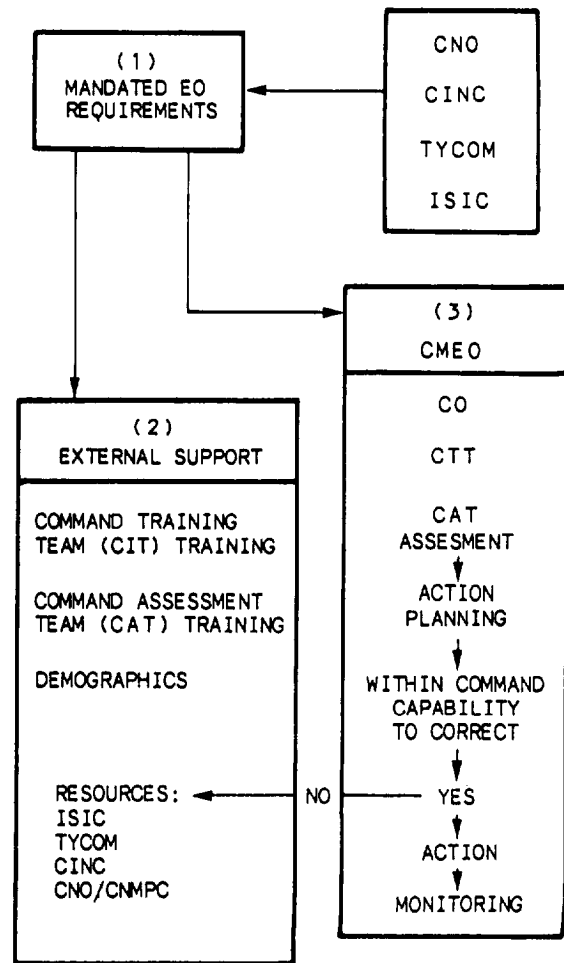 (1)
MANDATED EO
REQUIREMENTS
CNO
CINC
TYCOM
ISIC
(2)
EXTERNAL SUPPORT
COMMAND TRAINING
TEAM (CIT) TRAINING
COMMAND ASSESSMENT
TEAM (CAT) TRAINING
DEMOGRAPHICS
RESOURCES:
ISIC
TYCOM
CINC
CNO/CNMPC
(3)
CMEO
CO
CTT
CAT
ASSESMENT
ACTION
PLANNING
WITHIN COMMAND
CAPABILITY
TO CORRECT
NO
YES
ACTION
MONITORING